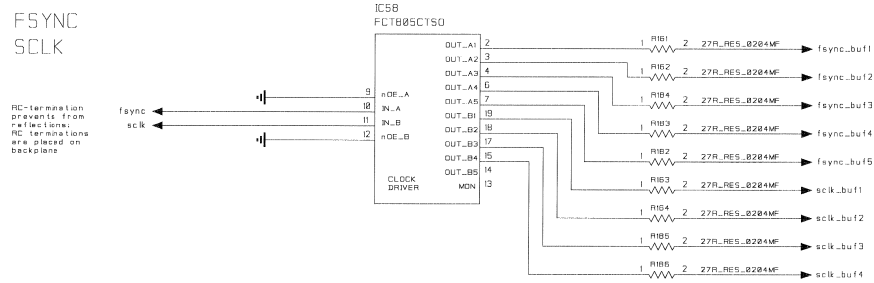 FSYNC
SCLK
IC58
FCT805CTSO
RC-termination
prevents from
reflections;
RC terminations
are placed on
backplane
fsync
sclk
9 nOE_A
10 IN_A
11 IN_B
12 nOE_B
CLOCK
DRIVER
OUT_A1 2
OUT_A2 3
OUT_A3 4
OUT_A4 6
OUT_A5 7
OUT_B1 19
OUT_B2 18
OUT_B3 17
OUT_B4 15
OUT_B5 14
MON 13
R161
1 2 27R_RES_0204MF fsync_buf1
R162
1 2 27R_RES_0204MF fsync_buf2
R184
1 2 27R_RES_0204MF fsync_buf3
R183
1 2 27R_RES_0204MF fsync_buf4
R182
1 2 27R_RES_0204MF fsync_buf5
R163
1 2 27R_RES_0204MF sclk_buf1
R164
1 2 27R_RES_0204MF sclk_buf2
R185
1 2 27R_RES_0204MF sclk_buf3
R186
1 2 27R_RES_0204MF sclk_buf4